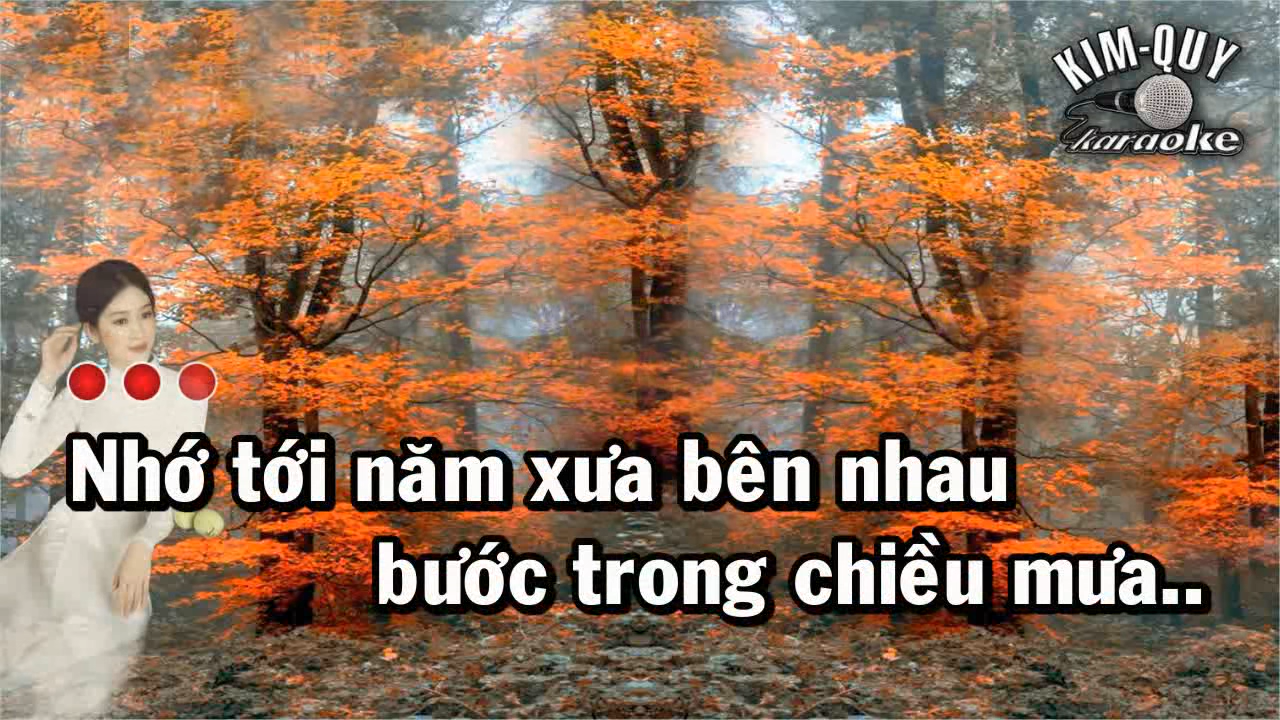 KIM-QUY
karaoke
Nhớ tới năm xưa bên nhau
bước trong chiều mưa..